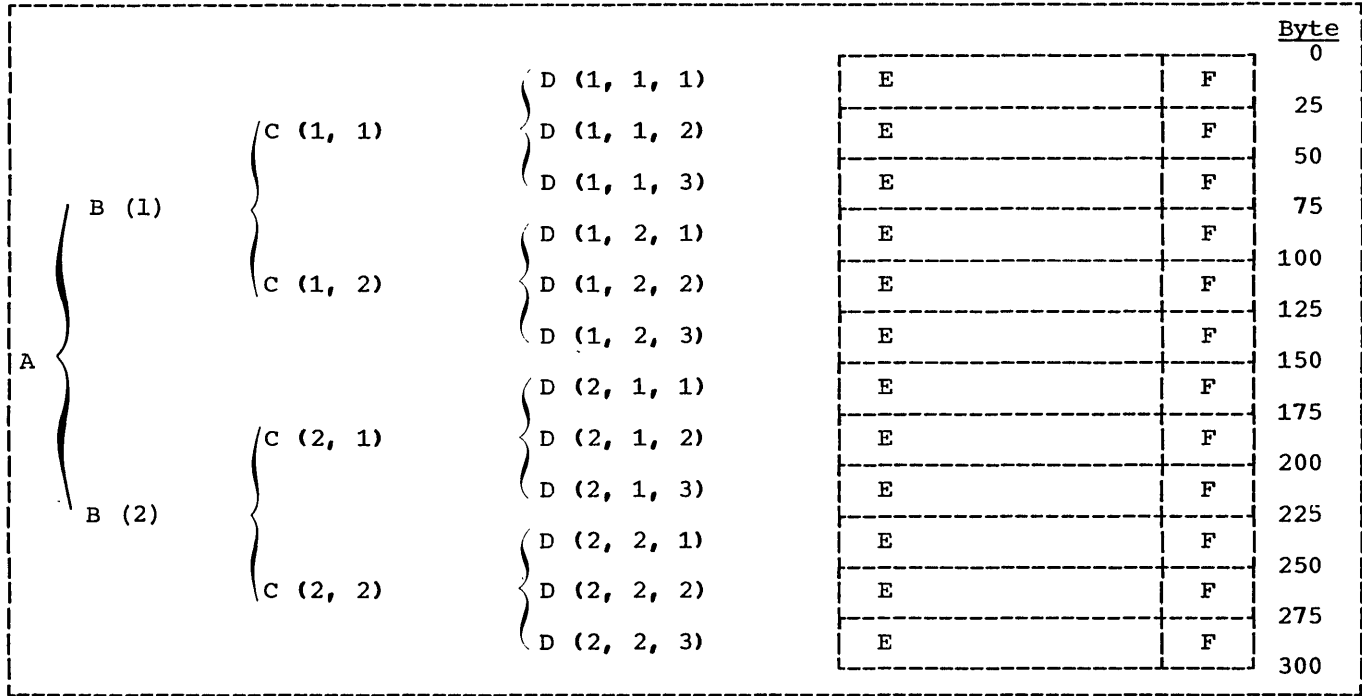 Byte
0
D (1, 1, 1) E F
25
C (1, 1) D (1, 1, 2) E F
50
D (1, 1, 3) E F
75
B (1)
D (1, 2, 1) E F
100
C (1, 2) D (1, 2, 2) E F
125
D (1, 2, 3) E F
150
A
D (2, 1, 1) E F
175
C (2, 1) D (2, 1, 2) E F
200
D (2, 1, 3) E F
225
B (2)
D (2, 2, 1) E F
250
C (2, 2) D (2, 2, 2) E F
275
D (2, 2, 3) E F
300